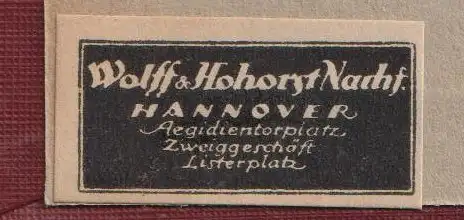 Wolff & Hohorst Nachf.
HANNOVER
Aegidientorplatz
Zweiggeschäft
Listerplatz